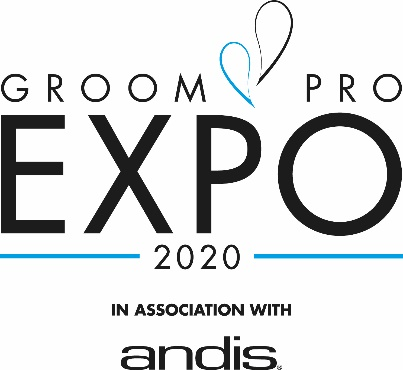 GROOM PRO
EXPO
2020
IN ASSOCIATION WITH
andis